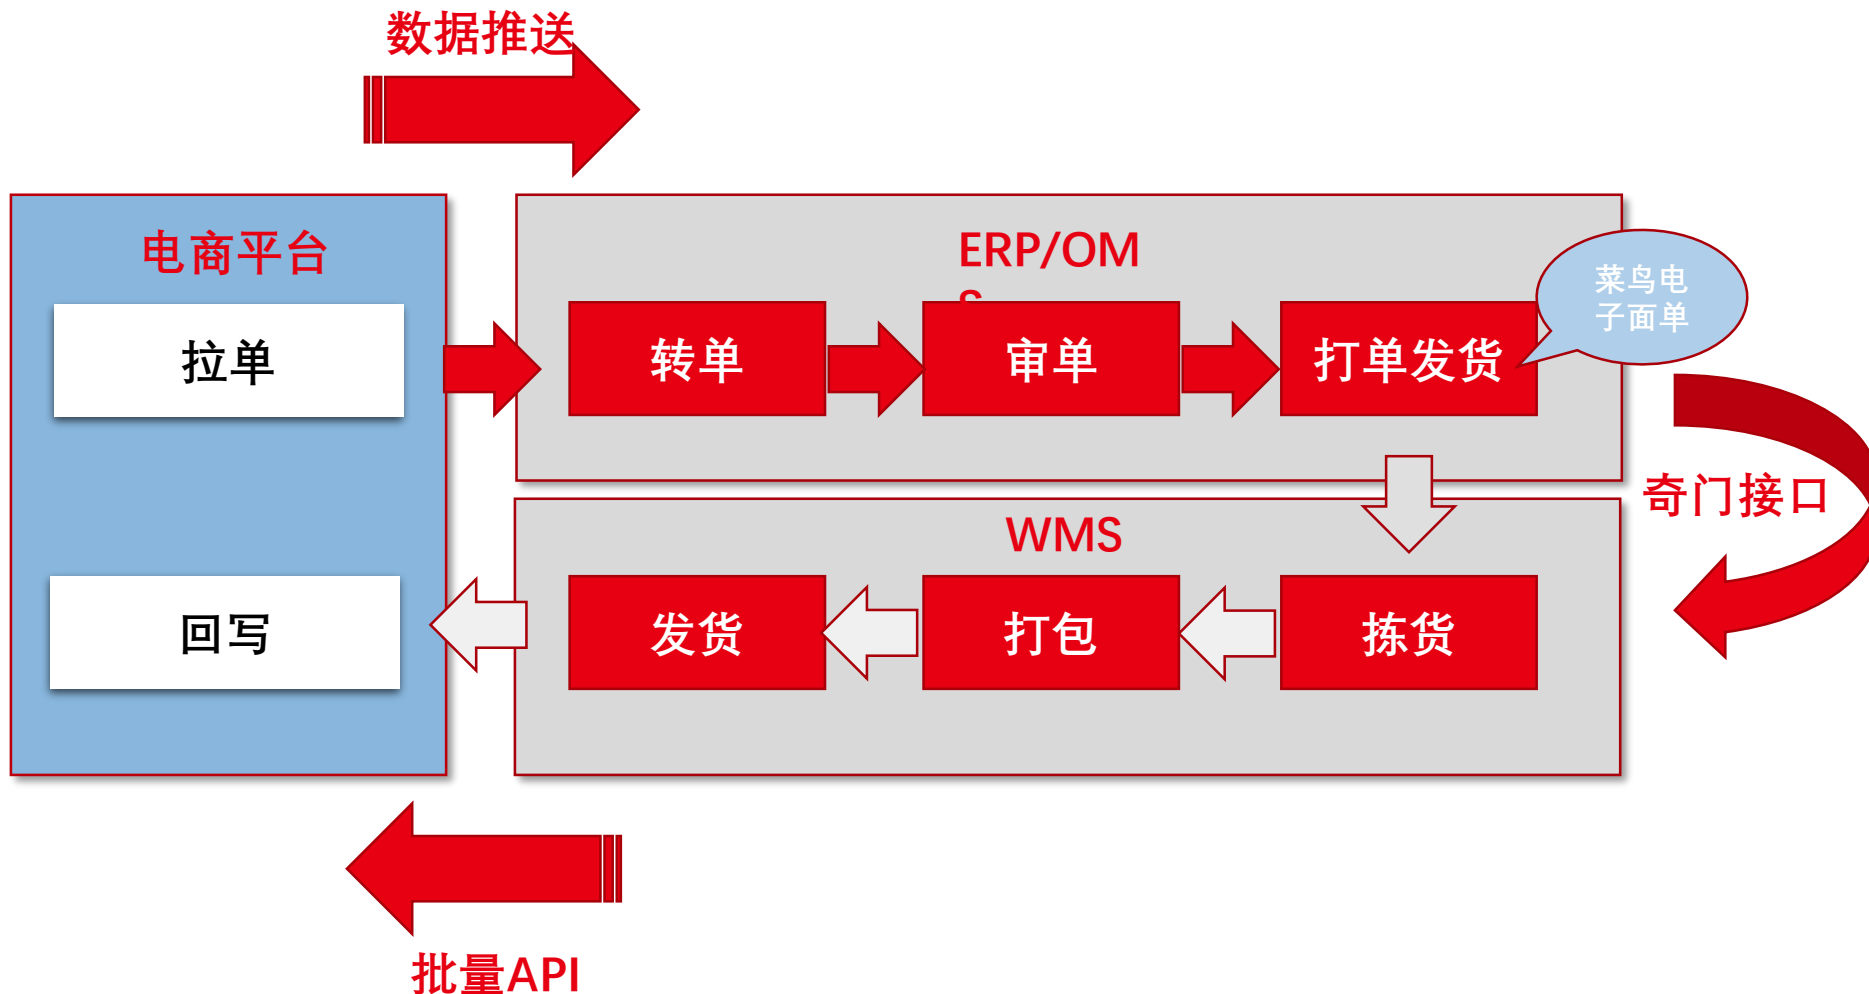 数据推送
电商平台
ERP/OM
S
菜鸟电
子面单
拉单
转单
审单
打单发货
奇门接口
WMS
回写
发货
打包
拣货
批量API